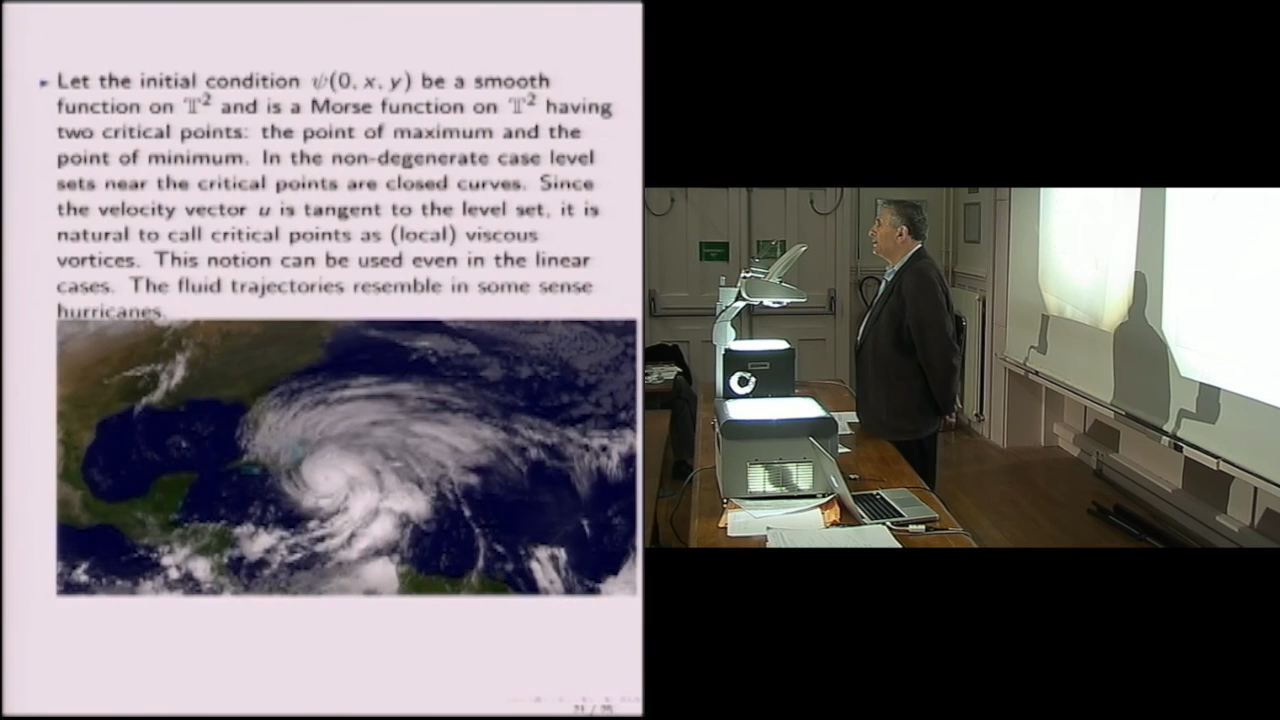 ▸ Let the initial condition ψ(0, x, y) be a smooth
function on 𝕋² and is a Morse function on 𝕋² having
two critical points: the point of maximum and the
point of minimum. In the non-degenerate case level
sets near the critical points are closed curves. Since
the velocity vector u is tangent to the level set, it is
natural to call critical points as (local) viscous
vortices. This notion can be used even in the linear
cases. The fluid trajectories resemble in some sense
hurricanes.